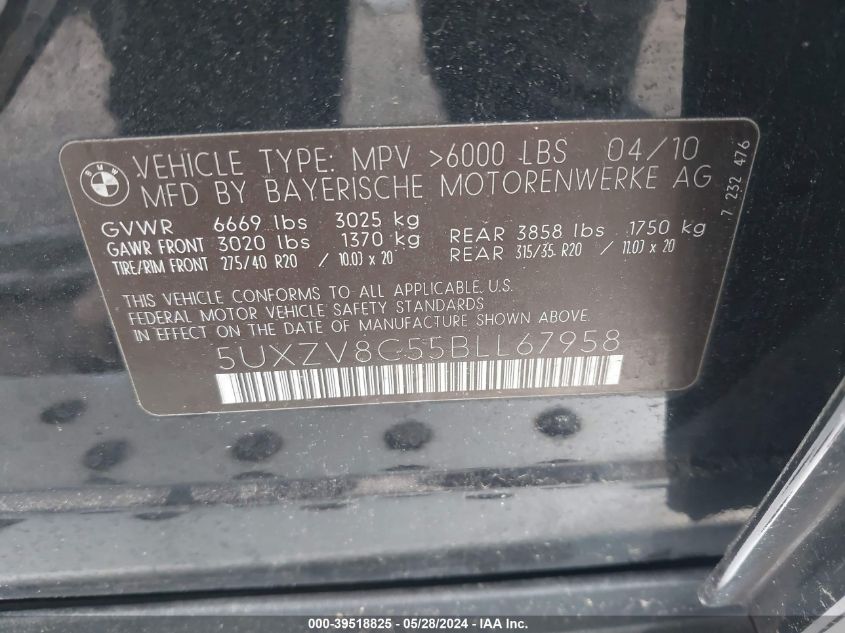 BMW
VEHICLE TYPE: MPV >6000 LBS 04/10
MFD BY BAYERISCHE MOTORENWERKE AG
7 232 476
GVWR 6669 lbs 3025 kg
GAWR FRONT 3020 lbs 1370 kg REAR 3858 lbs 1750 kg
TIRE/RIM FRONT 275/40 R20 / 10.0J x 20 REAR 315/35 R20 / 11.0J x 20
THIS VEHICLE CONFORMS TO ALL APPLICABLE U.S.
FEDERAL MOTOR VEHICLE SAFETY STANDARDS
IN EFFECT ON THE DATE OF MANUFACTURE SHOWN ABOVE.
5UXZV8C55BLL67958
000-39518825 - 05/28/2024 - IAA Holdings, LLC.